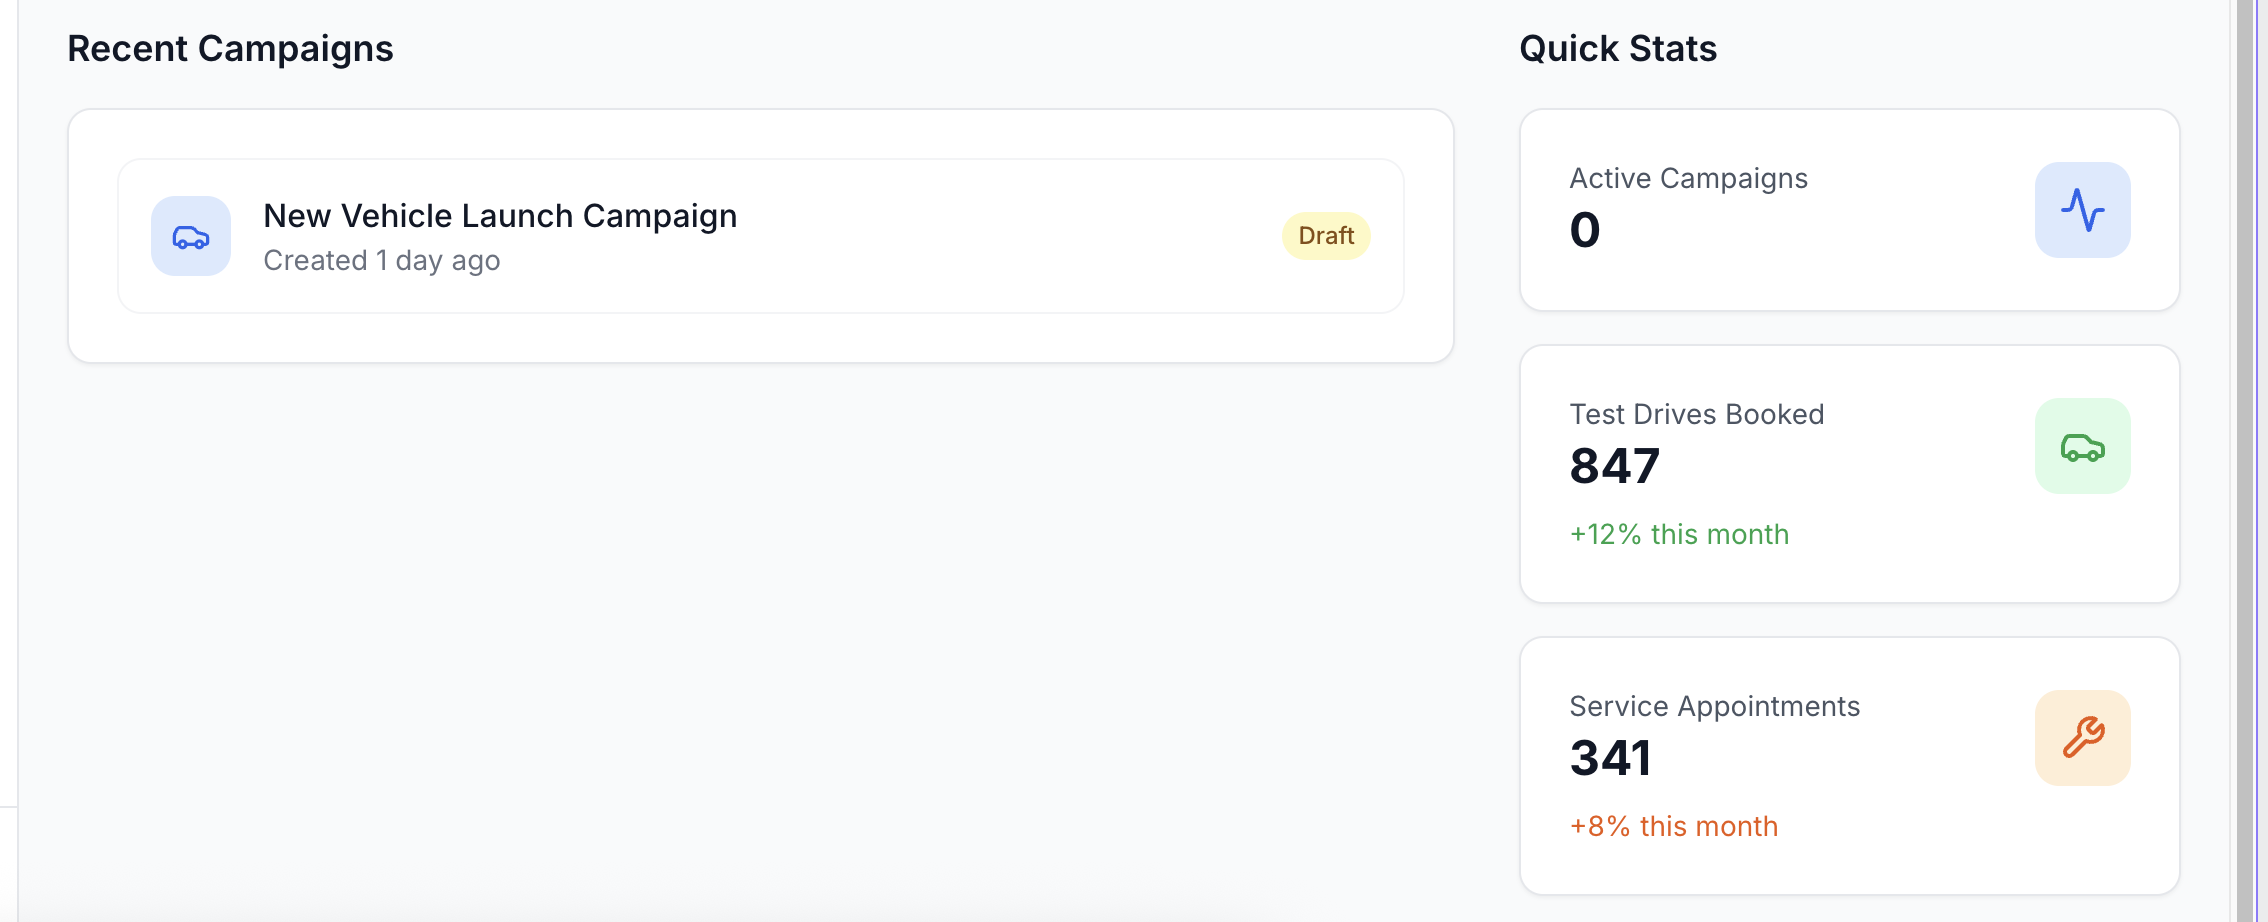 Recent Campaigns
New Vehicle Launch Campaign
Created 1 day ago
Draft
Quick Stats
Active Campaigns
0
Test Drives Booked
847
+12% this month
Service Appointments
341
+8% this month